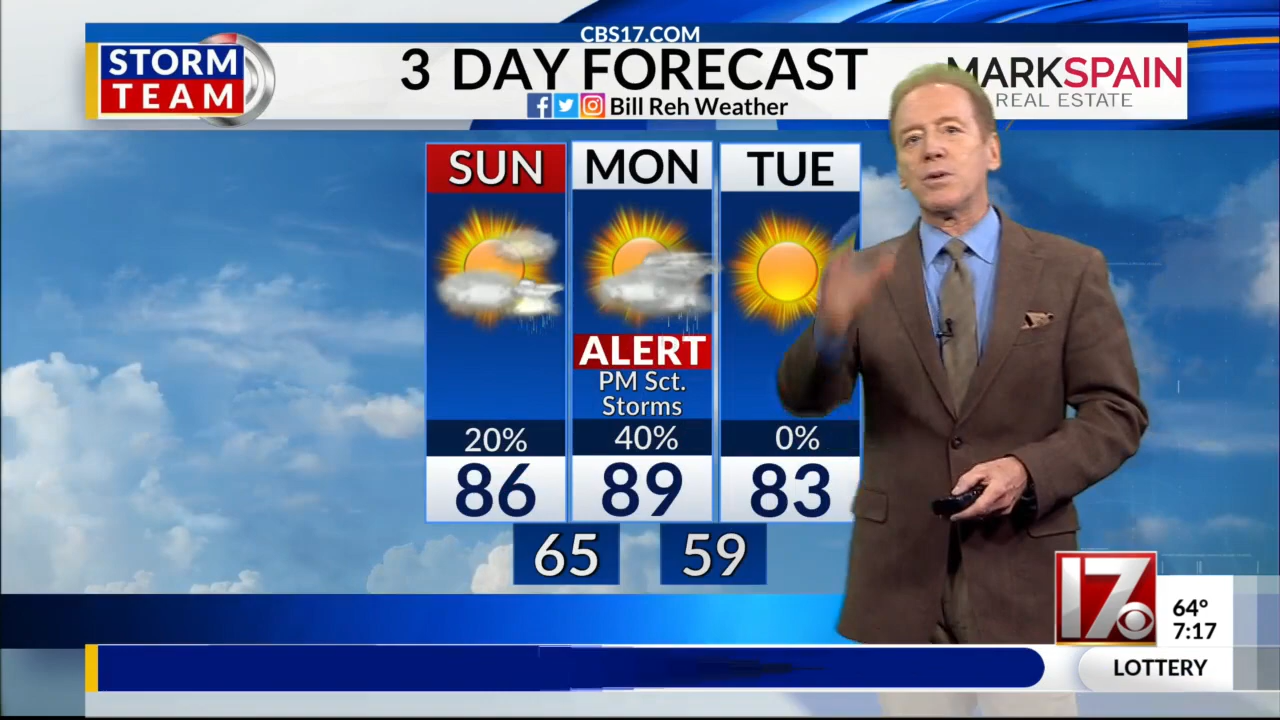 CBS17.COM
STORM
TEAM
3 DAY FORECAST
Bill Reh Weather
MARKSPAIN
REAL ESTATE
SUN
MON
TUE
ALERT
PM Sct.
Storms
20%
40%
0%
86
89
83
65
59
17
64°
7:17
LOTTERY